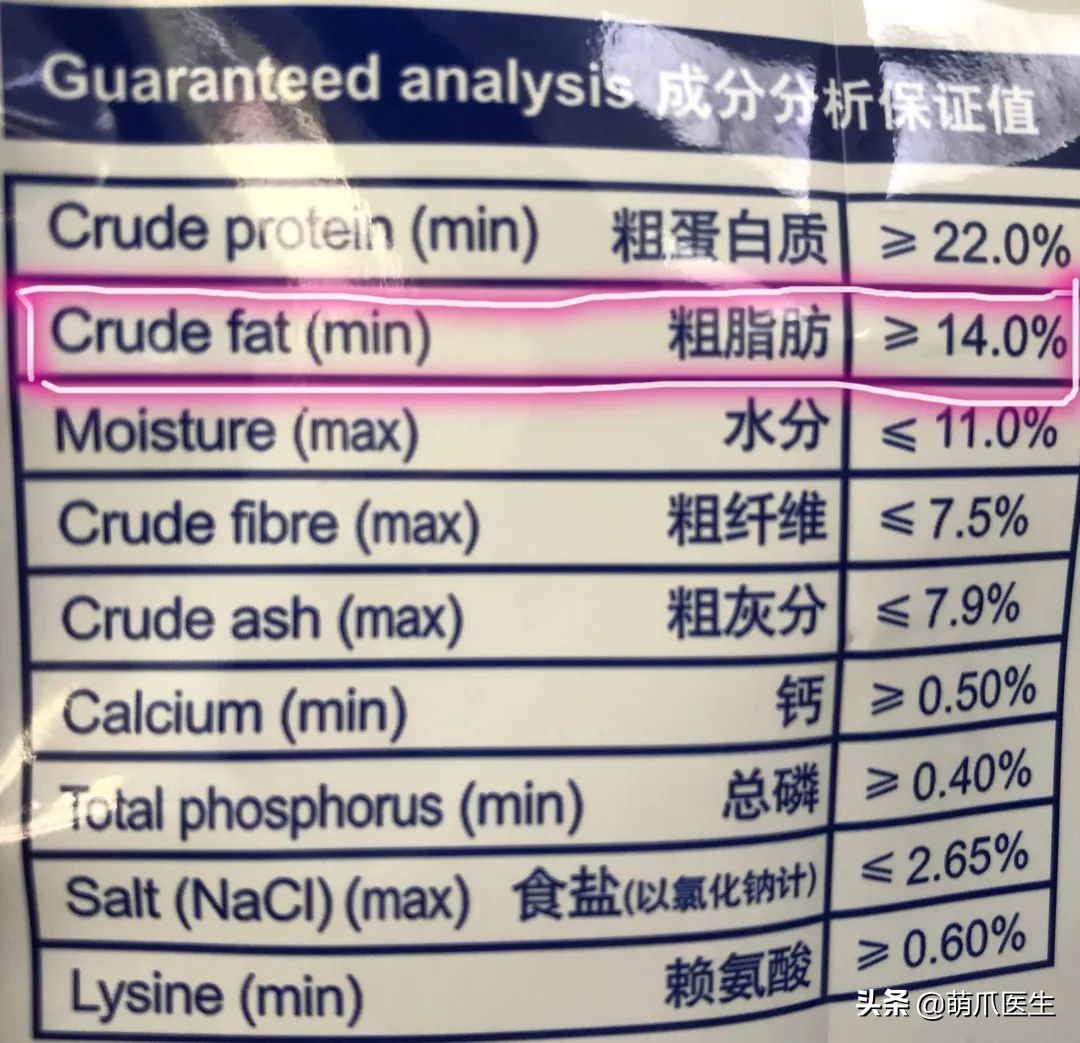 Guaranteed analysis 成分分析保证值
Crude protein (min) 粗蛋白质 ≥ 22.0%
Crude fat (min) 粗脂肪 ≥ 14.0%
Moisture (max) 水分 ≤ 11.0%
Crude fibre (max) 粗纤维 ≤ 7.5%
Crude ash (max) 粗灰分 ≤ 7.9%
Calcium (min) 钙 ≥ 0.50%
Total phosphorus (min) 总磷 ≥ 0.40%
Salt (NaCl) (max) 食盐(以氯化钠计) ≤ 2.65%
Lysine (min) 赖氨酸 ≥ 0.60%
头条 @萌爪医生